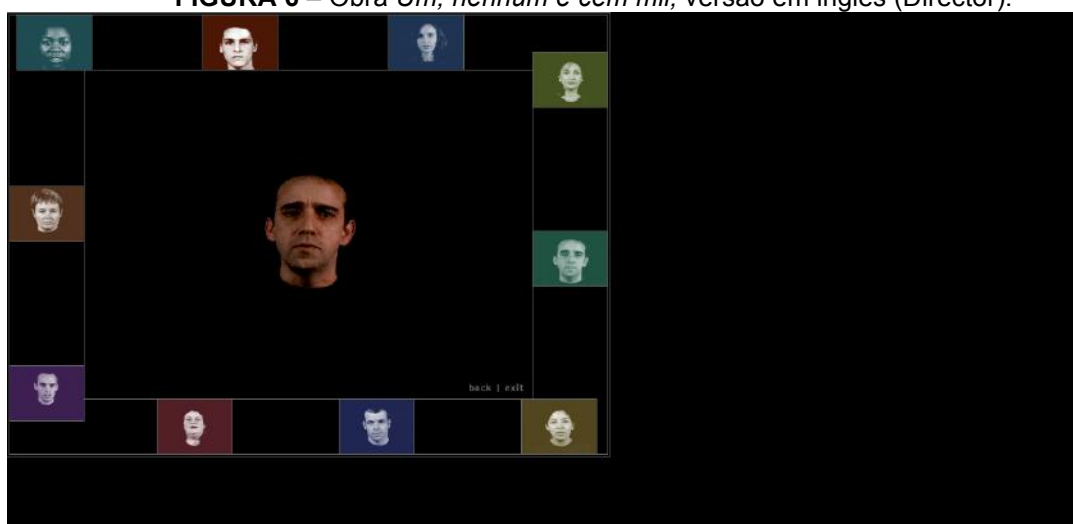 FIGURA 6 – Obra Um, nenhum e cem mil, versão em inglês (Director).
back | exit